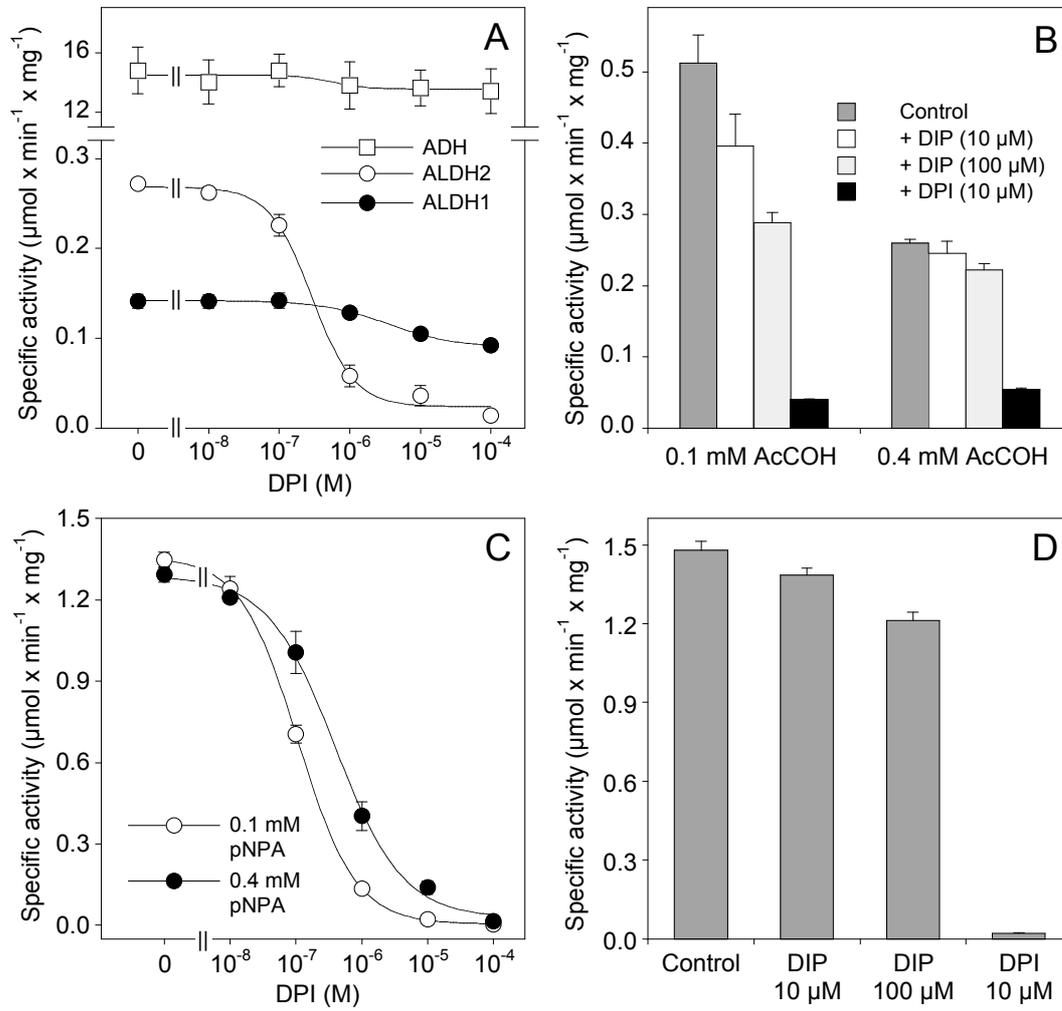 A
Specific activity (µmol x min⁻¹ x mg⁻¹)
16
12
0.3
0.2
0.1
0.0
ADH
ALDH2
ALDH1
0 10⁻⁸ 10⁻⁷ 10⁻⁶ 10⁻⁵ 10⁻⁴
DPI (M)
B
Specific activity (µmol x min⁻¹ x mg⁻¹)
0.5
0.4
0.3
0.2
0.1
0.0
Control
+ DIP (10 µM)
+ DIP (100 µM)
+ DPI (10 µM)
0.1 mM AcCOH 0.4 mM AcCOH
C
Specific activity (µmol x min⁻¹ x mg⁻¹)
1.5
1.2
0.9
0.6
0.3
0.0
0.1 mM
pNPA
0.4 mM
pNPA
0 10⁻⁸ 10⁻⁷ 10⁻⁶ 10⁻⁵ 10⁻⁴
DPI (M)
D
Specific activity (µmol x min⁻¹ x mg⁻¹)
1.5
1.2
0.9
0.6
0.3
0.0
Control DIP DIP DPI
10 µM 100 µM 10 µM